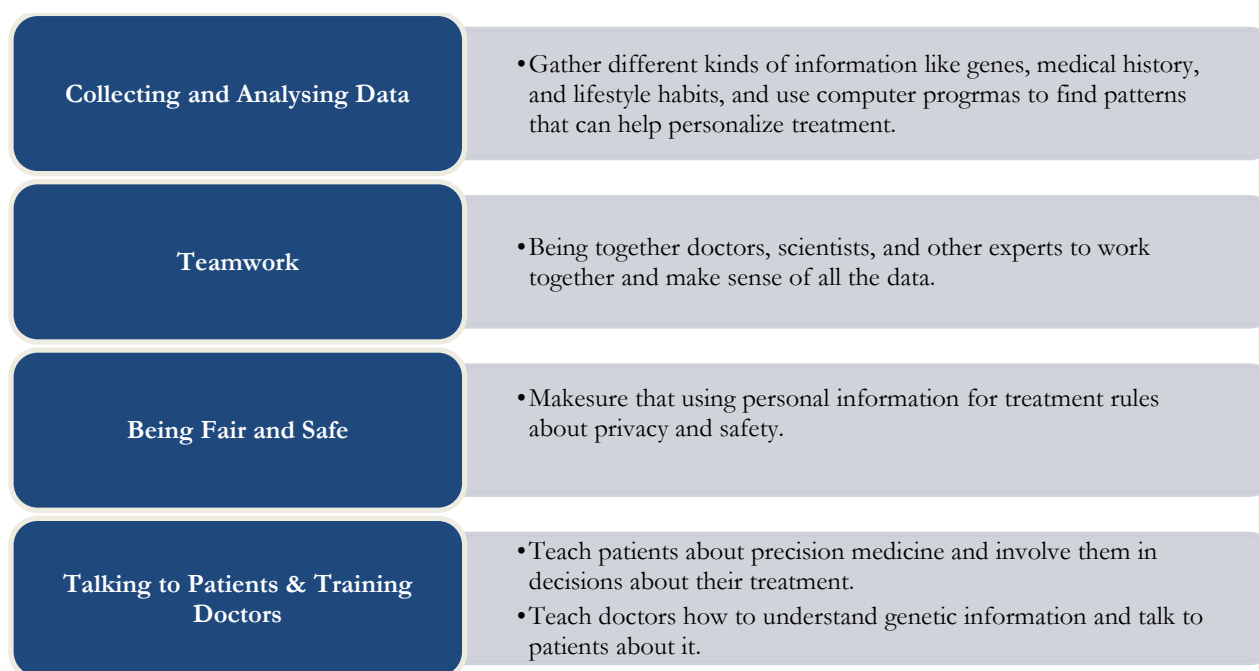 Collecting and Analysing Data
•Gather different kinds of information like genes, medical history,
and lifestyle habits, and use computer progrmas to find patterns
that can help personalize treatment.
Teamwork
•Being together doctors, scientists, and other experts to work
together and make sense of all the data.
Being Fair and Safe
•Makesure that using personal information for treatment rules
about privacy and safety.
Talking to Patients & Training
Doctors
•Teach patients about precision medicine and involve them in
decisions about their treatment.
•Teach doctors how to understand genetic information and talk to
patients about it.